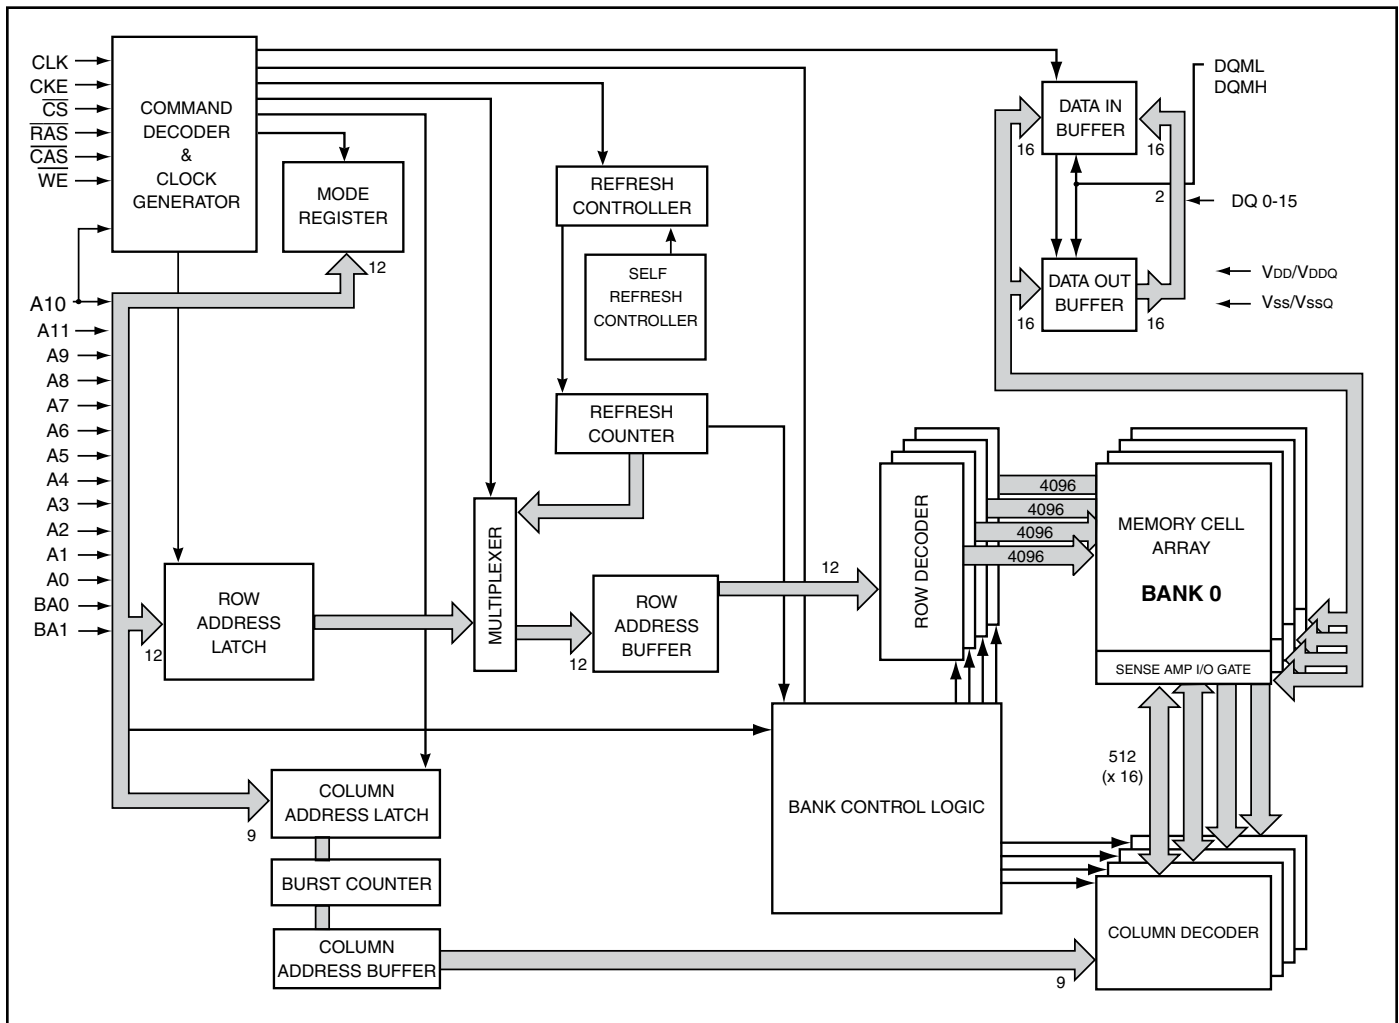 CLK
CKE
CS
RAS
CAS
WE
A10
A11
A9
A8
A7
A6
A5
A4
A3
A2
A1
A0
BA0
BA1
COMMAND
DECODER
&
CLOCK
GENERATOR
MODE
REGISTER
12
REFRESH
CONTROLLER
SELF
REFRESH
CONTROLLER
REFRESH
COUNTER
DATA IN
BUFFER
16
16
DQML
DQMH
2
DQ 0-15
DATA OUT
BUFFER
16
16
VDD/VDDQ
Vss/VssQ
ROW
ADDRESS
LATCH
12
MULTIPLEXER
12
ROW
ADDRESS
BUFFER
12
ROW DECODER
4096
4096
4096
4096
MEMORY CELL
ARRAY
BANK 0
SENSE AMP I/O GATE
512
(x 16)
BANK CONTROL LOGIC
COLUMN
ADDRESS LATCH
9
BURST COUNTER
COLUMN
ADDRESS BUFFER
9
COLUMN DECODER